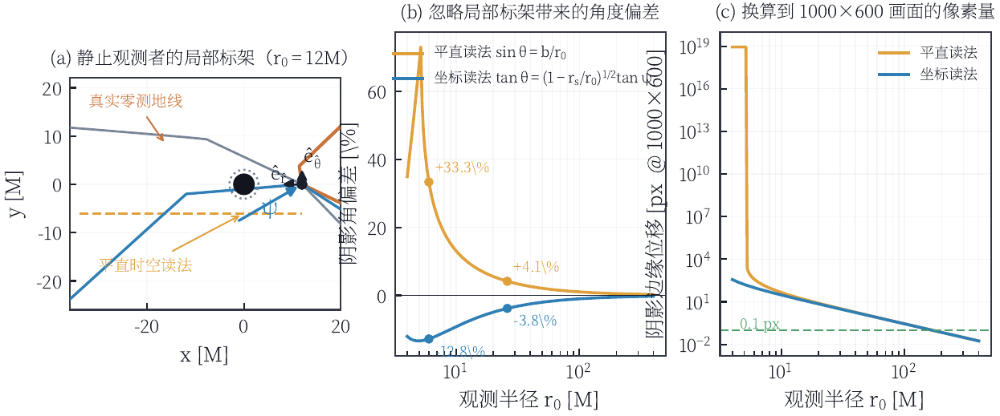 (a) 静止观测者的局部标架（r₀ = 12M）
真实零测地线
ê_r̂
ê_θ̂
ψ
平直时空读法
20
10
0
-10
-20
y [M]
-20
0
20
x [M]
(b) 忽略局部标架带来的角度偏差
平直读法 sin θ = b/r₀
坐标读法 tan θ = (1 − rₛ/r₀)^{1/2}tan
+33.3\%
+4.1\%
-3.8\%
-12.8\%
60
40
20
0
阴影角偏差 [\%]
10¹
10²
观测半径 r₀ [M]
(c) 换算到 1000×600 画面的像素量
平直读法
坐标读法
0.1 px
10¹⁹
10¹⁶
10¹³
10¹⁰
10⁷
10⁴
10¹
10⁻²
阴影边缘位移 [px @ 1000×600]
10¹
10²
观测半径 r₀ [M]